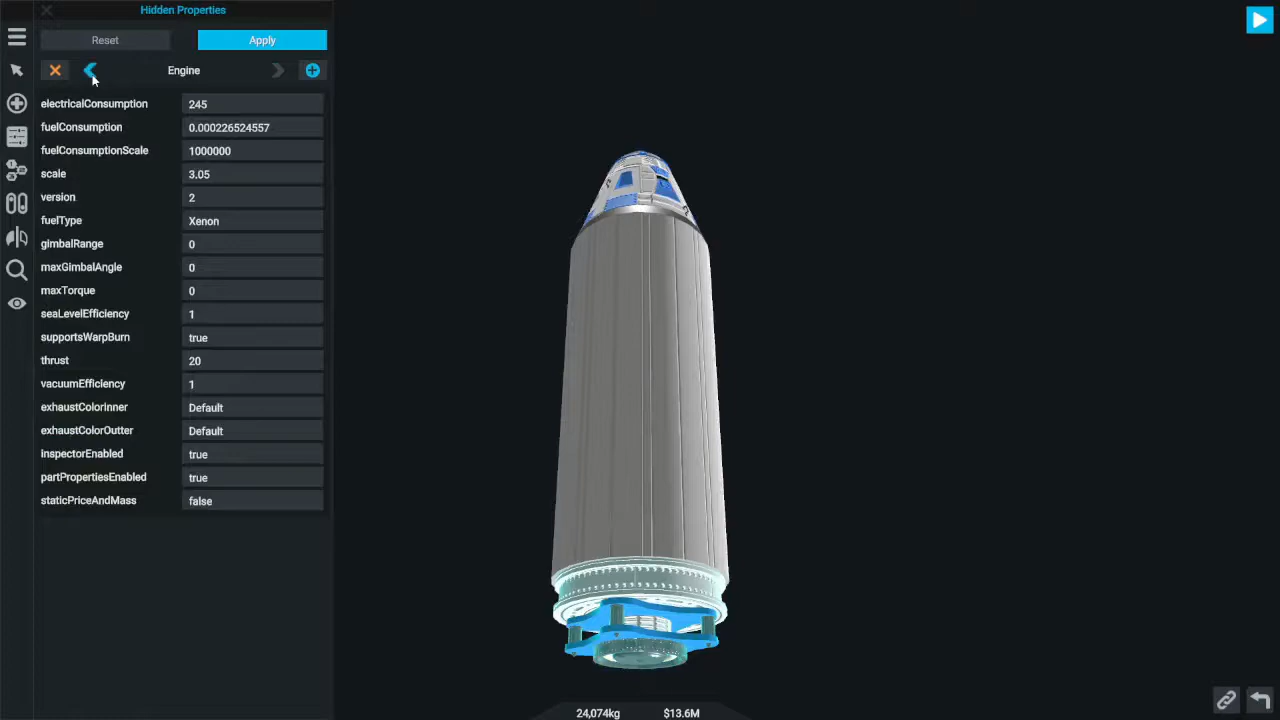 Hidden Properties
Reset Apply
Engine
electricalConsumption 245
fuelConsumption 0.000226524557
fuelConsumptionScale 1000000
scale 3.05
version 2
fuelType Xenon
gimbalRange 0
maxGimbalAngle 0
maxTorque 0
seaLevelEfficiency 1
supportsWarpBurn true
thrust 20
vacuumEfficiency 1
exhaustColorInner Default
exhaustColorOutter Default
inspectorEnabled true
partPropertiesEnabled true
staticPriceAndMass false
24,074kg $13.6M